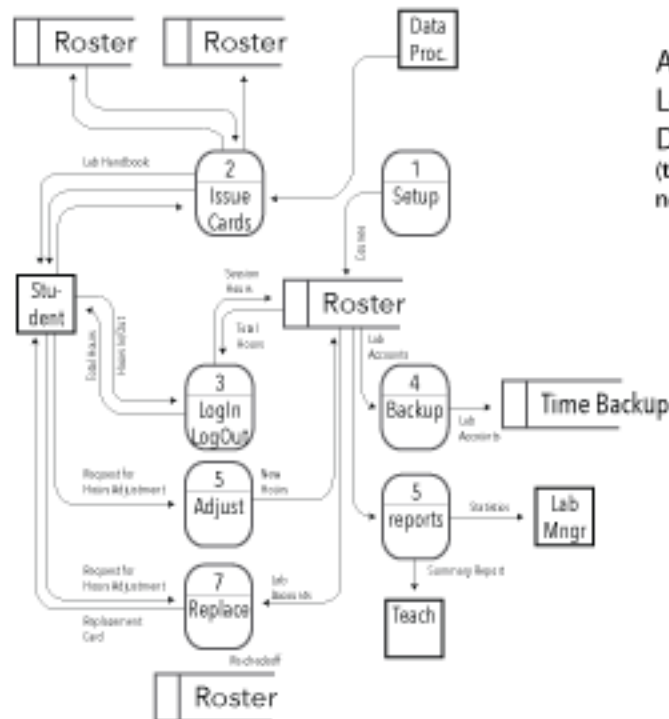 Roster
Roster
Data
Proc.
A
L
D
(t
n
Lab Handbook
2
Issue
Cards
1
Setup
Courses
Stu-
dent
Session
Hours
Roster
Total
Hours
Total Hours
Hours In/Out
Lab
Accounts
3
LogIn
LogOut
4
Backup
Time Backup
Lab
Accounts
Request for
Hours Adjustment
5
Adjust
New
Hours
5
reports
Statistics
Lab
Mngr
Request for
Hours Adjustment
7
Replace
Lab
Accounts
Summary Report
Replacement
Card
Teach
Roster